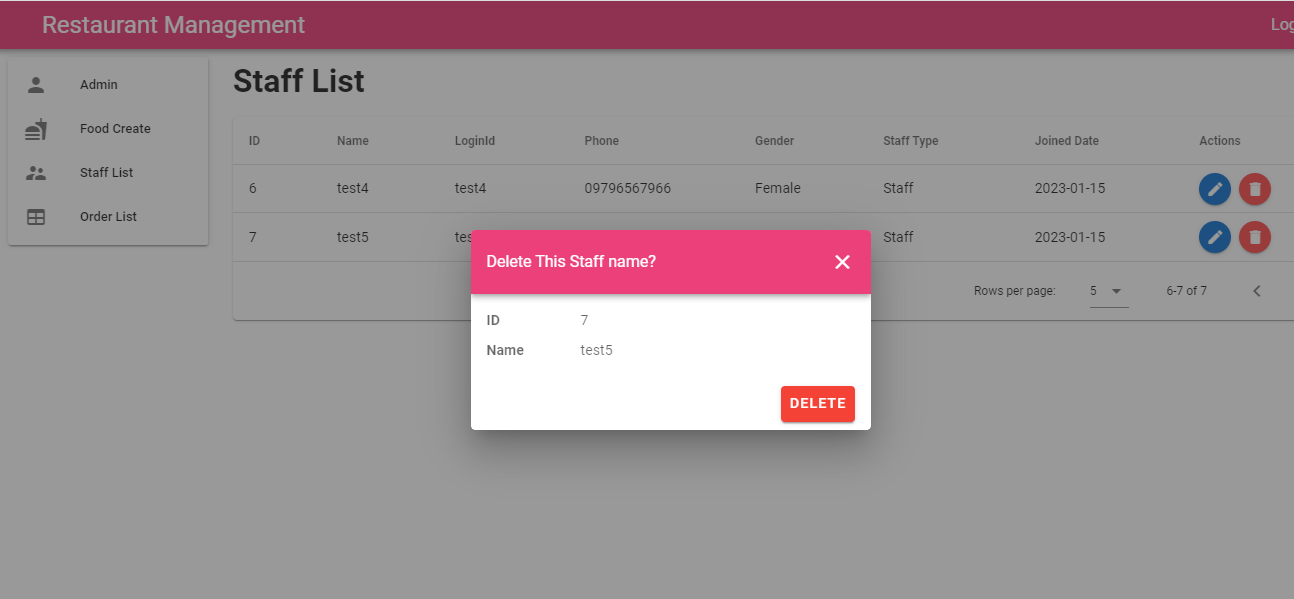 Restaurant Management Log
Admin
Food Create
Staff List
Order List
Staff List
ID Name LoginId Phone Gender Staff Type Joined Date Actions
6 test4 test4 09796567966 Female Staff 2023-01-15
7 test5 tes Staff 2023-01-15
Rows per page: 5 6-7 of 7
Delete This Staff name?
ID 7
Name test5
DELETE